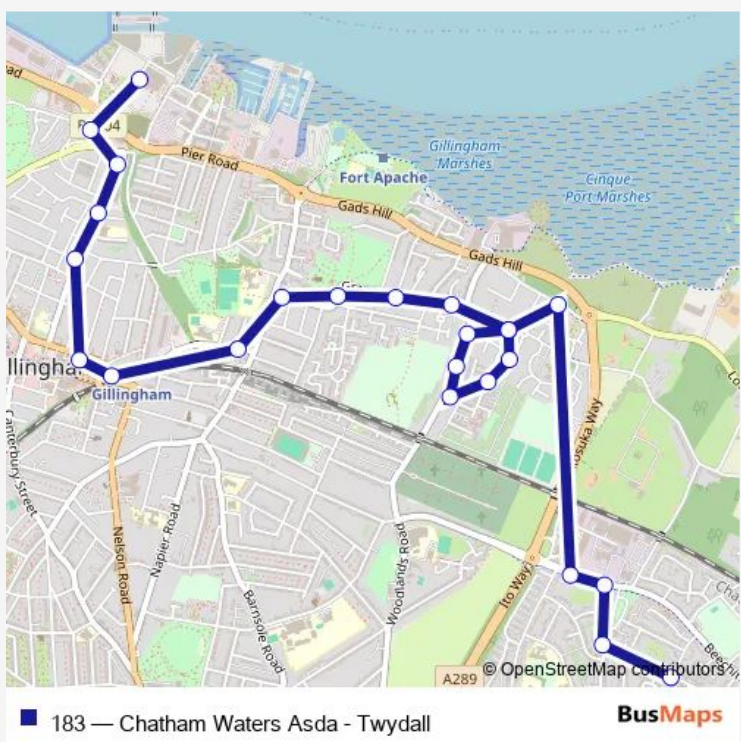 Pier Road
Gillingham
Marshes
Fort Apache
Cinque
Port Marshes
Gads Hill
Gads Hill
Gillingham
Canterbury Street
Nelson Road
Napier Road
Barnsole Road
Woodlands Road
Ito Way
A289
© OpenStreetMap contributors
183 — Chatham Waters Asda - Twydall
BusMaps